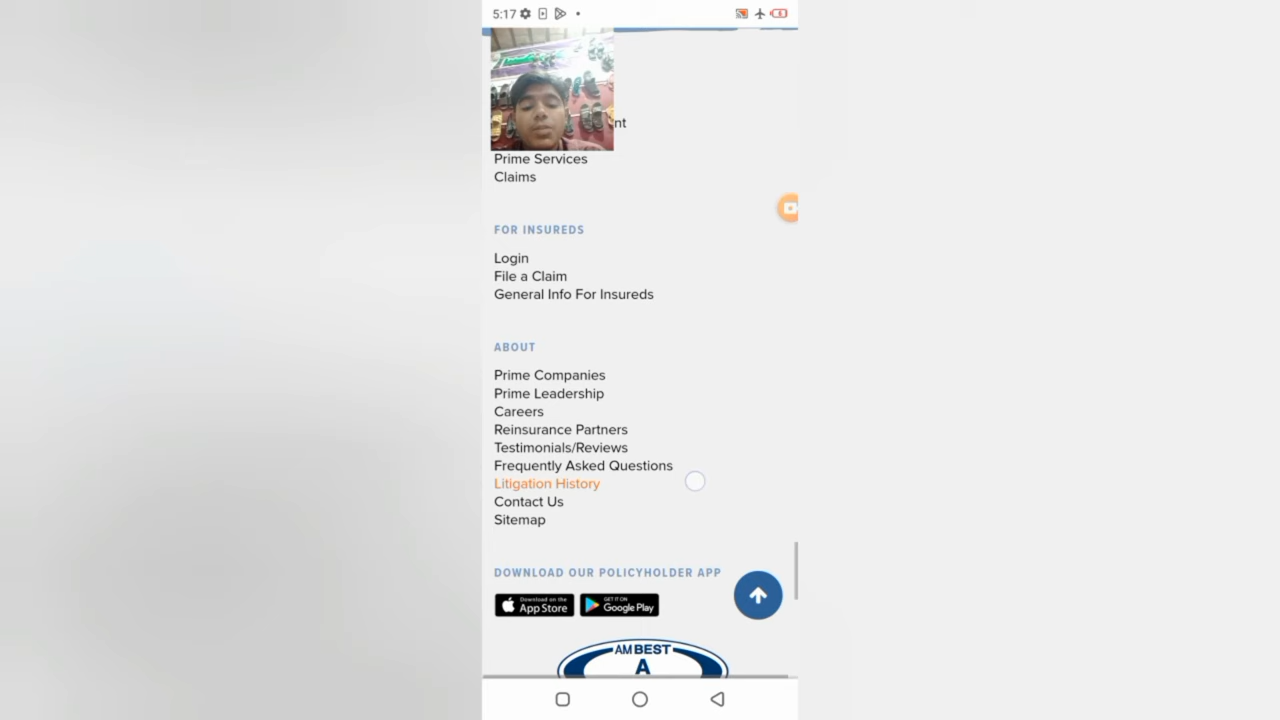 5:17
nt
Prime Services
Claims
FOR INSUREDS
Login
File a Claim
General Info For Insureds
ABOUT
Prime Companies
Prime Leadership
Careers
Reinsurance Partners
Testimonials/Reviews
Frequently Asked Questions
Litigation History
Contact Us
Sitemap
DOWNLOAD OUR POLICYHOLDER APP
Download on the
App Store
GET IT ON
Google Play
AM BEST
A